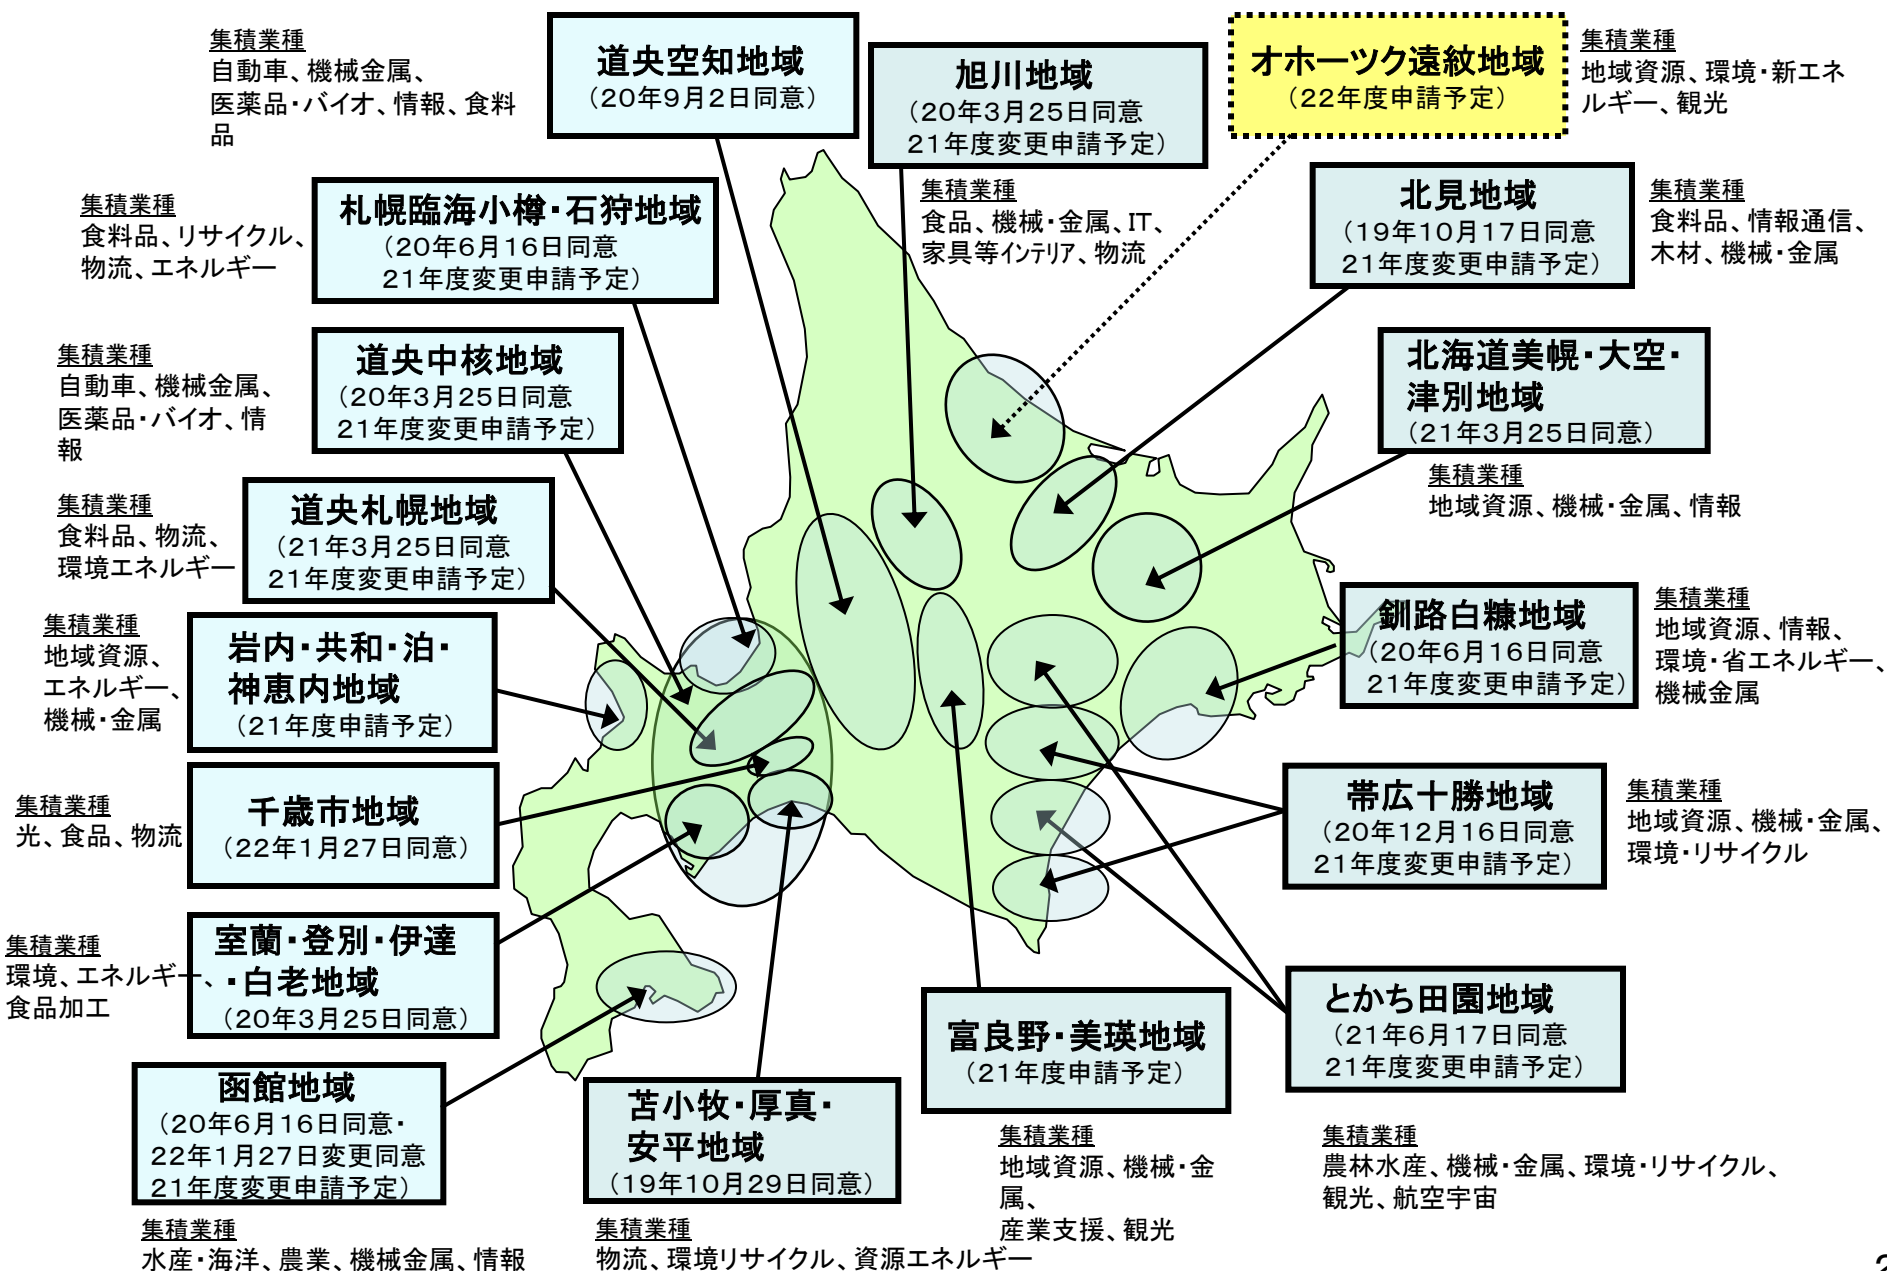 集積業種
自動車、機械金属、
医薬品・バイオ、情報、食料
品
道央空知地域
（20年9月2日同意）
旭川地域
（20年3月25日同意
21年度変更申請予定）
集積業種
食品、機械・金属、IT、
家具等インテリア、物流
オホーツク遠紋地域
（22年度申請予定）
集積業種
地域資源、環境・新エネ
ルギー、観光
集積業種
食料品、リサイクル、
物流、エネルギー
札幌臨海小樽・石狩地域
（20年6月16日同意
21年度変更申請予定）
北見地域
（19年10月17日同意
21年度変更申請予定）
集積業種
食料品、情報通信、
木材、機械・金属
集積業種
自動車、機械金属、
医薬品・バイオ、情
報
道央中核地域
（20年3月25日同意
21年度変更申請予定）
北海道美幌・大空・
津別地域
（21年3月25日同意）
集積業種
地域資源、機械・金属、情報
集積業種
食料品、物流、
環境エネルギー
道央札幌地域
（21年3月25日同意
21年度変更申請予定）
集積業種
地域資源、
エネルギー、
機械・金属
岩内・共和・泊・
神恵内地域
（21年度申請予定）
釧路白糠地域
（20年6月16日同意
21年度変更申請予定）
集積業種
地域資源、情報、
環境・省エネルギー、
機械金属
集積業種
光、食品、物流
千歳市地域
（22年1月27日同意）
帯広十勝地域
（20年12月16日同意
21年度変更申請予定）
集積業種
地域資源、機械・金属、
環境・リサイクル
集積業種
環境、エネルギー、
食品加工
室蘭・登別・伊達
・白老地域
（20年3月25日同意）
とかち田園地域
（21年6月17日同意
21年度変更申請予定）
集積業種
農林水産、機械・金属、環境・リサイクル、
観光、航空宇宙
富良野・美瑛地域
（21年度申請予定）
集積業種
地域資源、機械・金
属、
産業支援、観光
函館地域
（20年6月16日同意・
22年1月27日変更同意
21年度変更申請予定）
集積業種
水産・海洋、農業、機械金属、情報
苫小牧・厚真・
安平地域
（19年10月29日同意）
集積業種
物流、環境リサイクル、資源エネルギー